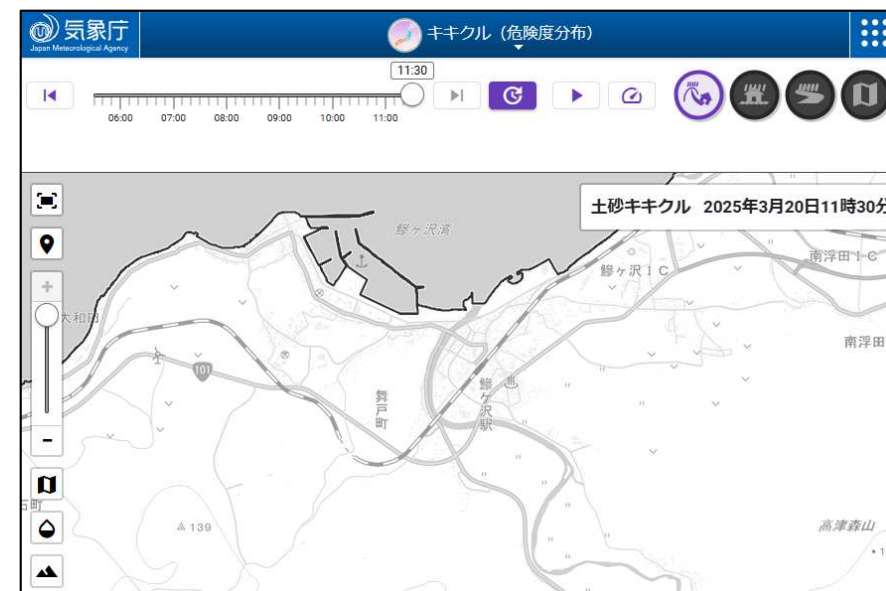 気象庁
Japan Meteorological Agency
キキクル（危険度分布）
11:30
06:00 07:00 08:00 09:00 10:00 11:00
土砂キキクル 2025年3月20日11時30分
鰺ヶ沢湾
鰺ヶ沢IC
南浮田IC
大和田
南浮田
101
舞戸町
鰺ケ沢駅
139
高津森山